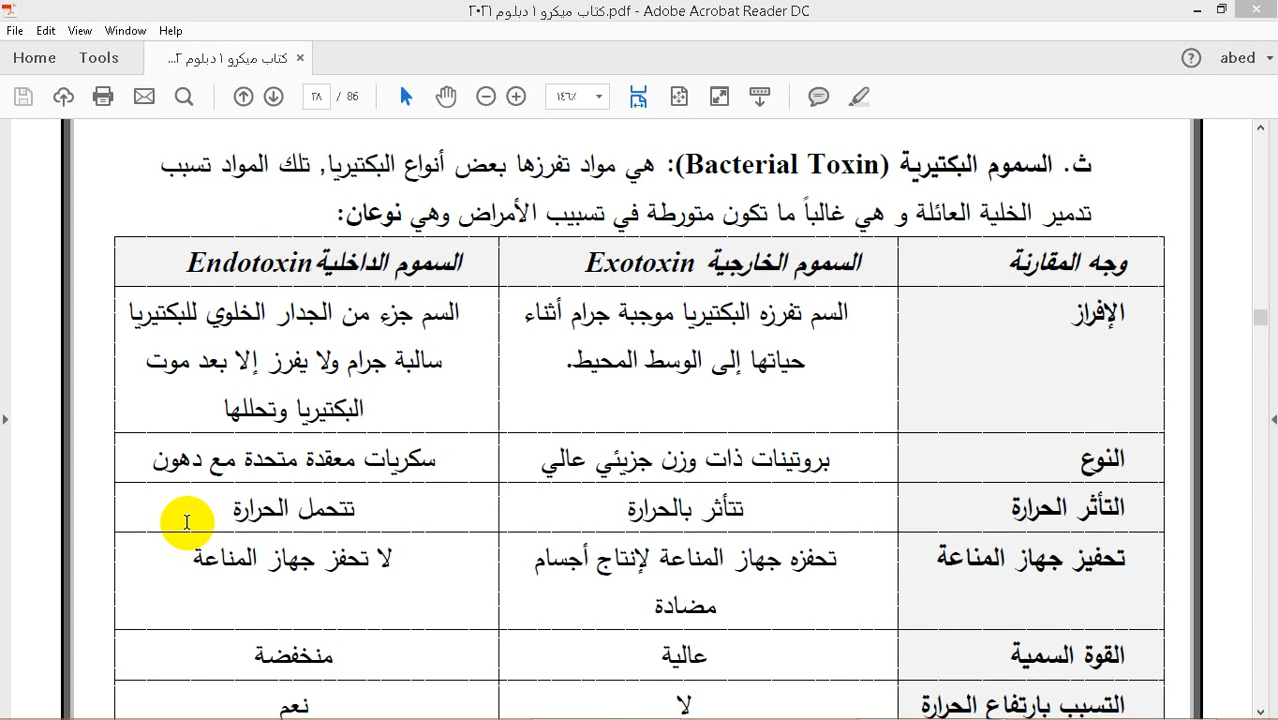 كتاب ميكرو ١ دبلوم ٢٠٢١.pdf - Adobe Acrobat Reader DC
File Edit View Window Help
Home Tools كتاب ميكرو ١ دبلوم ٢... × abed
٢٨ / 86 ١٤٦٪
ث. السموم البكتيرية (Bacterial Toxin): هي مواد تفرزها بعض أنواع البكتيريا, تلك المواد تسبب
تدمير الخلية العائلة و هي غالباً ما تكون متورطة في تسبيب الأمراض وهي نوعان:
وجه المقارنة السموم الخارجية Exotoxin السموم الداخلية Endotoxin
الإفراز السم تفرزه البكتيريا موجبة جرام أثناء السم جزء من الجدار الخلوي للبكتيريا
حياتها إلى الوسط المحيط. سالبة جرام ولا يفرز إلا بعد موت
البكتيريا وتحللها
النوع بروتينات ذات وزن جزيئي عالي سكريات معقدة متحدة مع دهون
التأثر الحرارة تتأثر بالحرارة تتحمل الحرارة
تحفيز جهاز المناعة تحفزه جهاز المناعة لإنتاج أجسام لا تحفز جهاز المناعة
مضادة
القوة السمية عالية منخفضة
التسبب بارتفاع الحرارة لا نعم